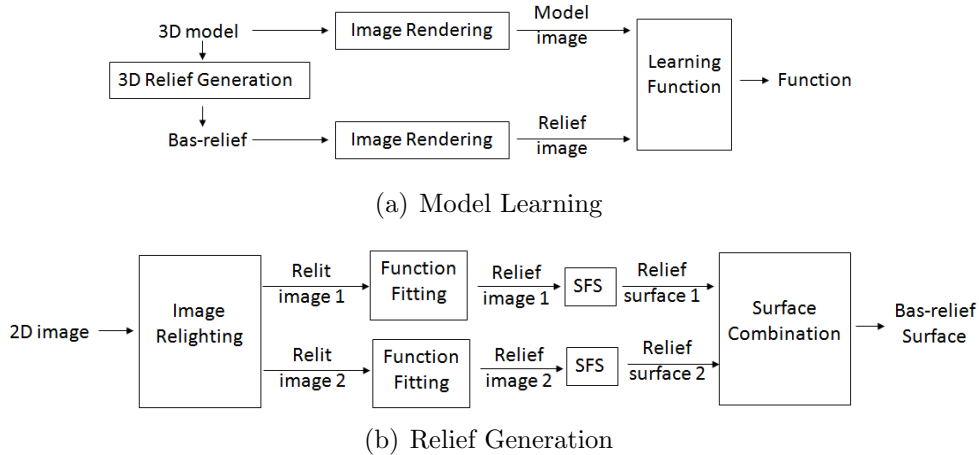 3D model
Image Rendering
Model
image
3D Relief Generation
Learning
Function
Function
Bas-relief
Image Rendering
Relief
image
(a) Model Learning
2D image
Image
Relighting
Relit
image 1
Function
Fitting
Relief
image 1
SFS
Relief
surface 1
Relit
image 2
Function
Fitting
Relief
image 2
SFS
Relief
surface 2
Surface
Combination
Bas-relief
Surface
(b) Relief Generation